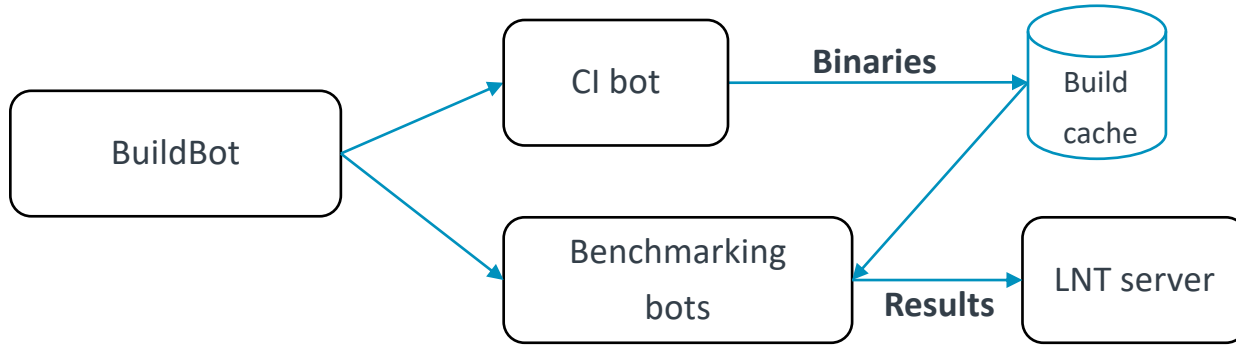 BuildBot
CI bot
Binaries
Build
cache
Benchmarking
bots
Results
LNT server